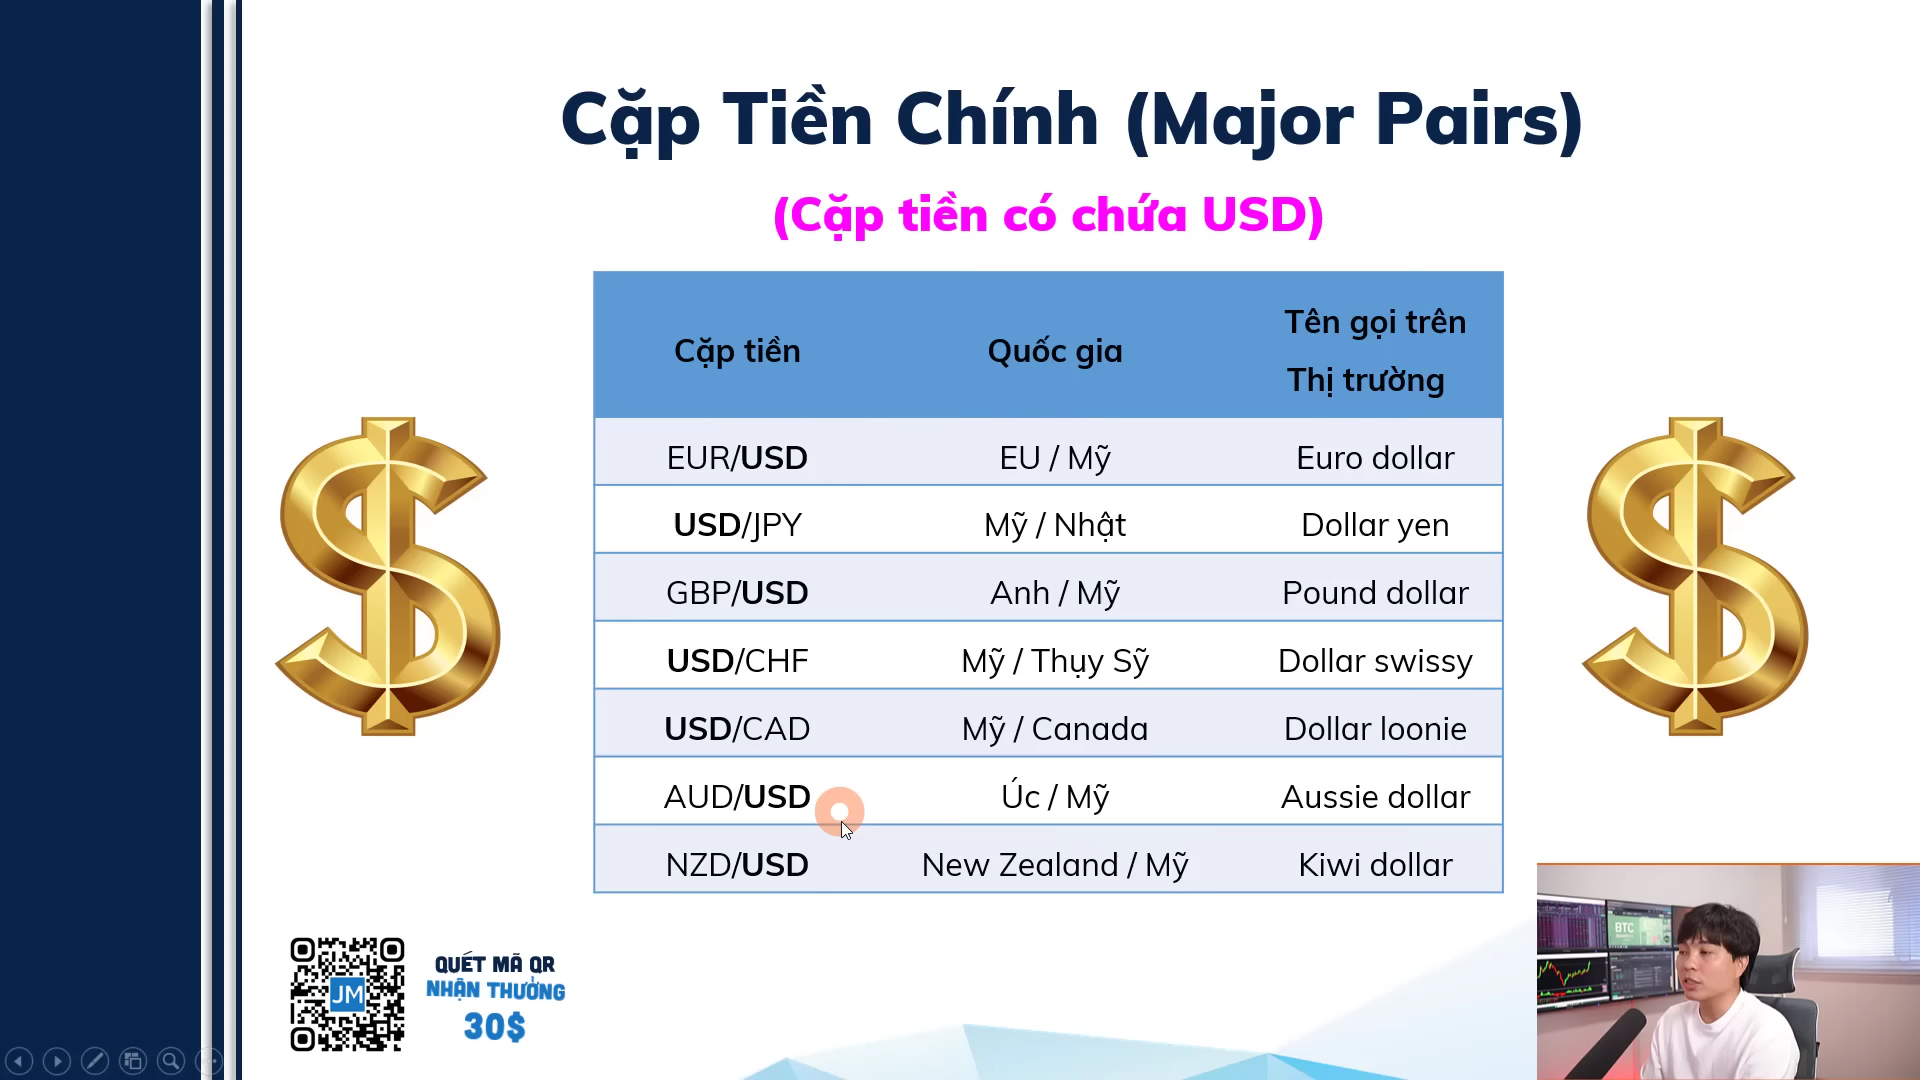 Cặp Tiền Chính (Major Pairs)
(Cặp tiền có chứa USD)
Cặp tiền Quốc gia Tên gọi trên
Thị trường
EUR/USD EU / Mỹ Euro dollar
USD/JPY Mỹ / Nhật Dollar yen
GBP/USD Anh / Mỹ Pound dollar
USD/CHF Mỹ / Thụy Sỹ Dollar swissy
USD/CAD Mỹ / Canada Dollar loonie
AUD/USD Úc / Mỹ Aussie dollar
NZD/USD New Zealand / Mỹ Kiwi dollar
JM
QUÉT MÃ QR
NHẬN THƯỞNG
30$
BTC